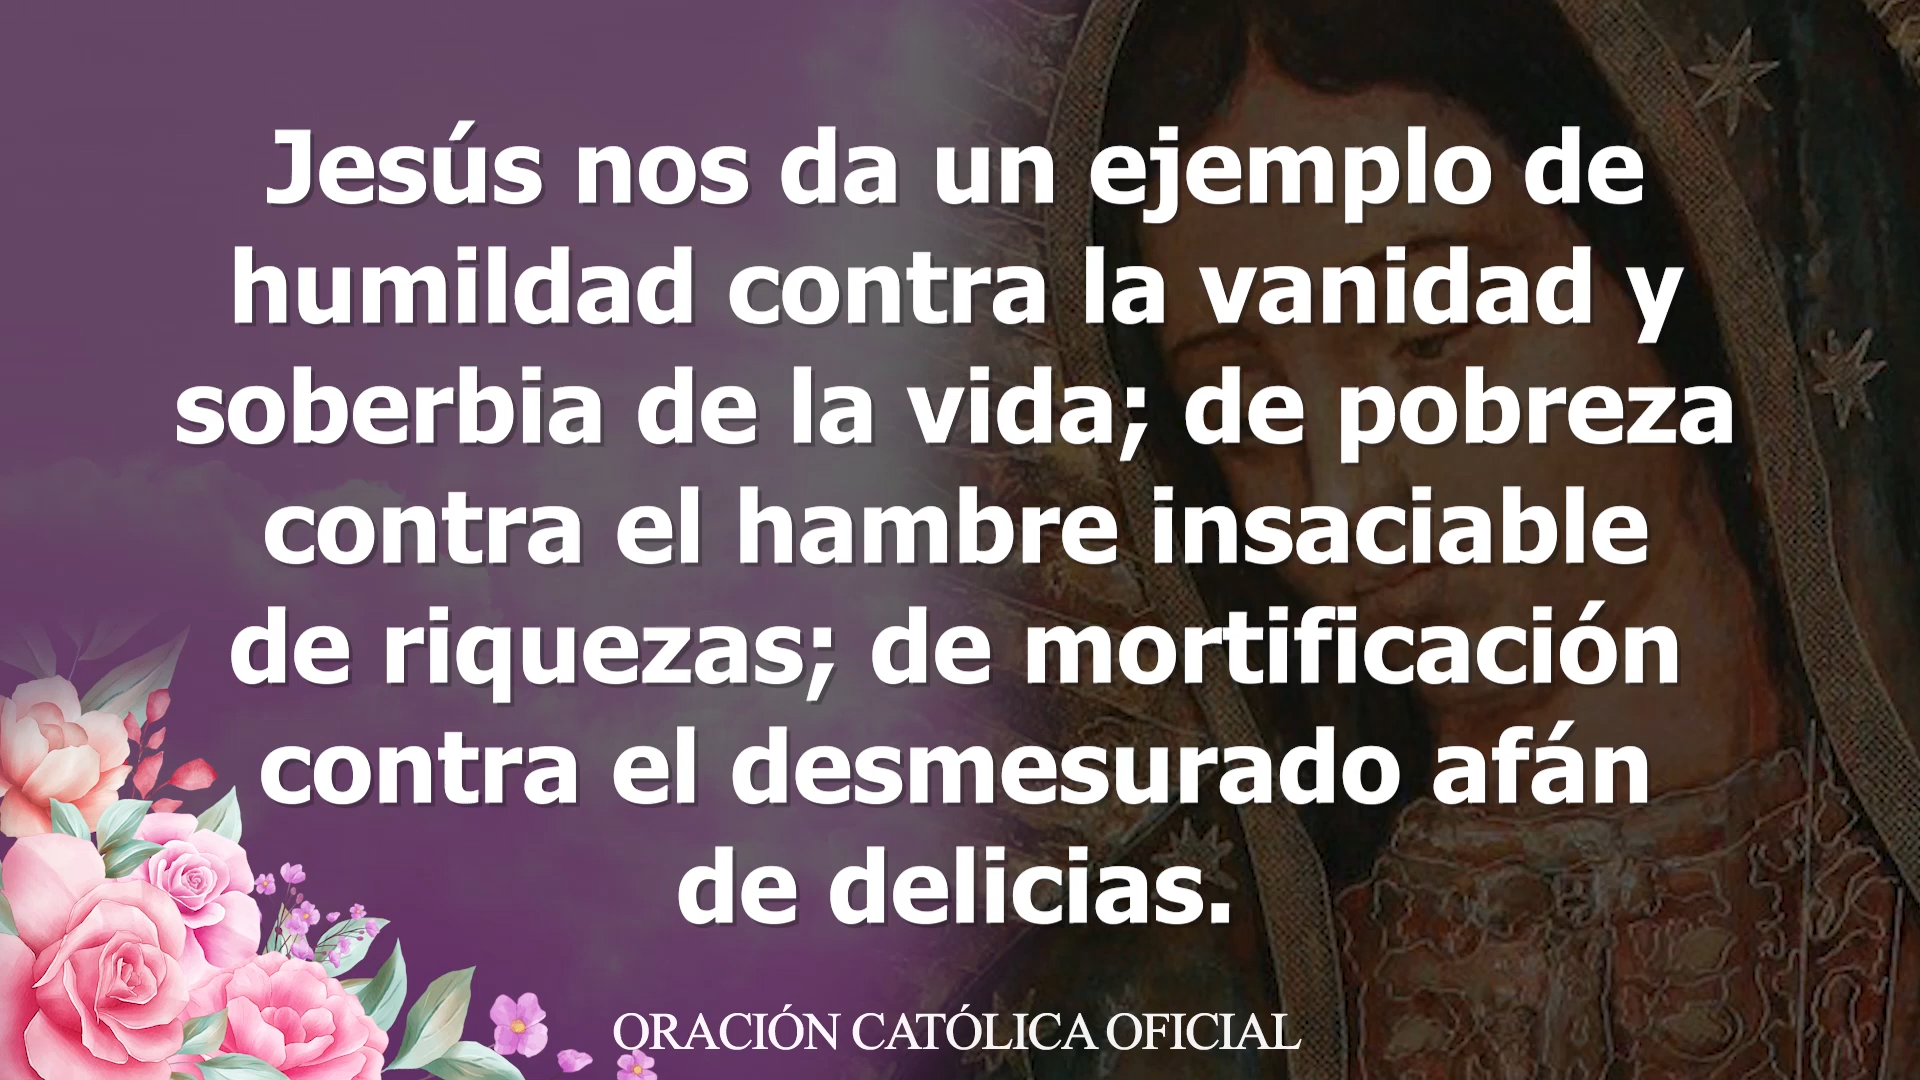 Jesús nos da un ejemplo de
humildad contra la vanidad y
soberbia de la vida; de pobreza
contra el hambre insaciable
de riquezas; de mortificación
contra el desmesurado afán
de delicias.
ORACIÓN CATÓLICA OFICIAL